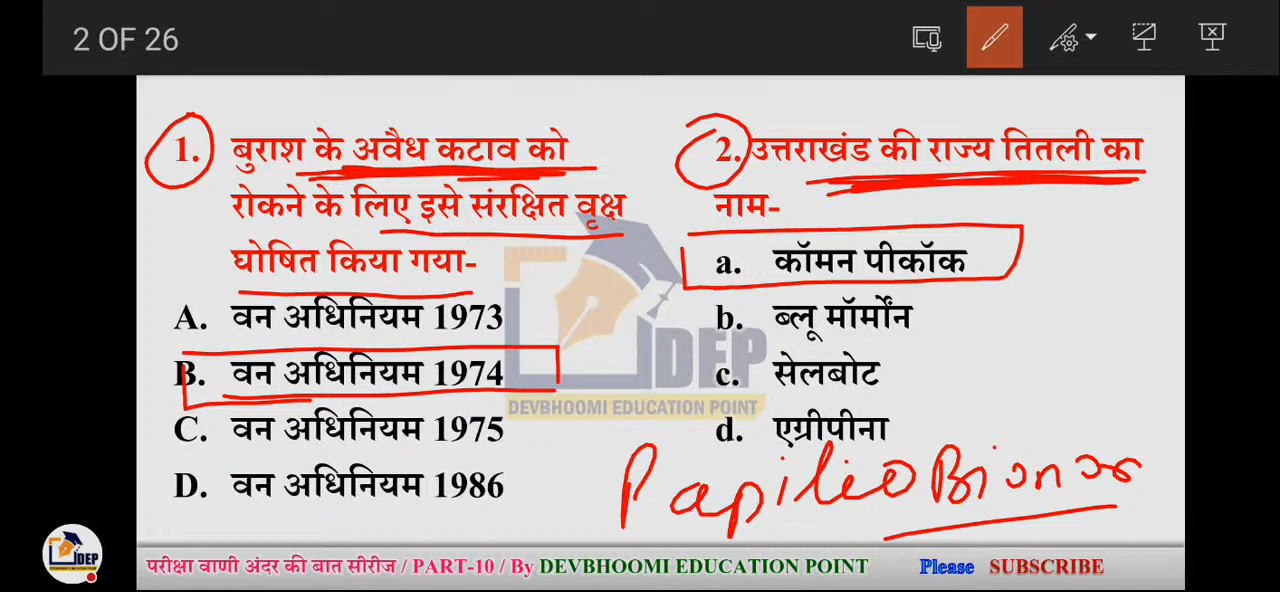 2 OF 26
1. बुराश के अवैध कटाव को
रोकने के लिए इसे संरक्षित वृक्ष
घोषित किया गया-
A. वन अधिनियम 1973
B. वन अधिनियम 1974
C. वन अधिनियम 1975
D. वन अधिनियम 1986
2. उत्तराखंड की राज्य तितली का
नाम-
a. कॉमन पीकॉक
b. ब्लू मॉर्मोंन
c. सेलबोट
d. एग्रीपीना
Papilio
DEP
DEVBHOOMI EDUCATION POINT
DEP
परीक्षा वाणी अंदर की बात सीरीज / PART-10 / By DEVBHOOMI EDUCATION POINT Please SUBSCRIBE